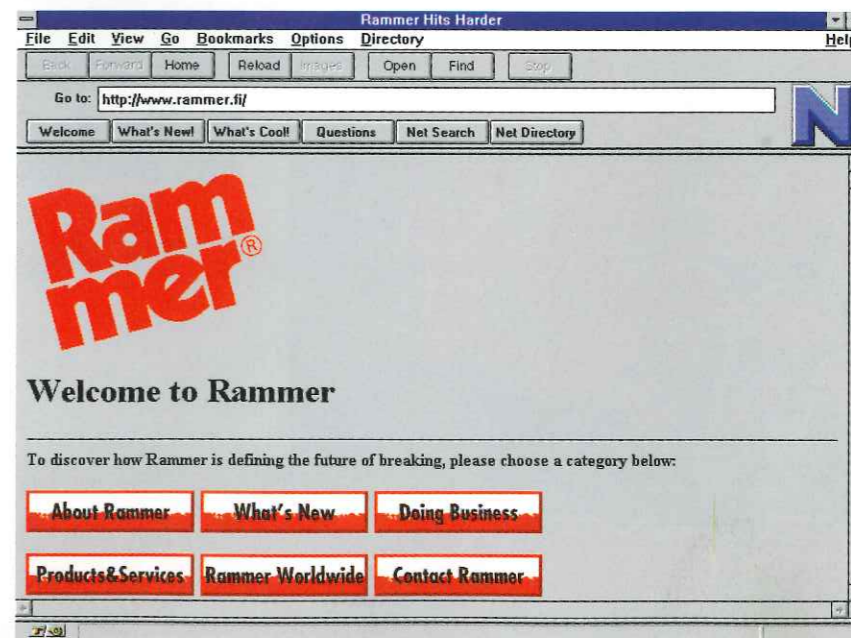 Rammer Hits Harder
File Edit View Go Bookmarks Options Directory Help
Back Forward Home Reload Images Open Find Stop
Go to: http://www.rammer.fi/
N
Welcome What's New! What's Cool! Questions Net Search Net Directory
Ram
mer®
Welcome to Rammer
To discover how Rammer is defining the future of breaking, please choose a category below:
About Rammer What's New Doing Business
Products&Services Rammer Worldwide Contact Rammer